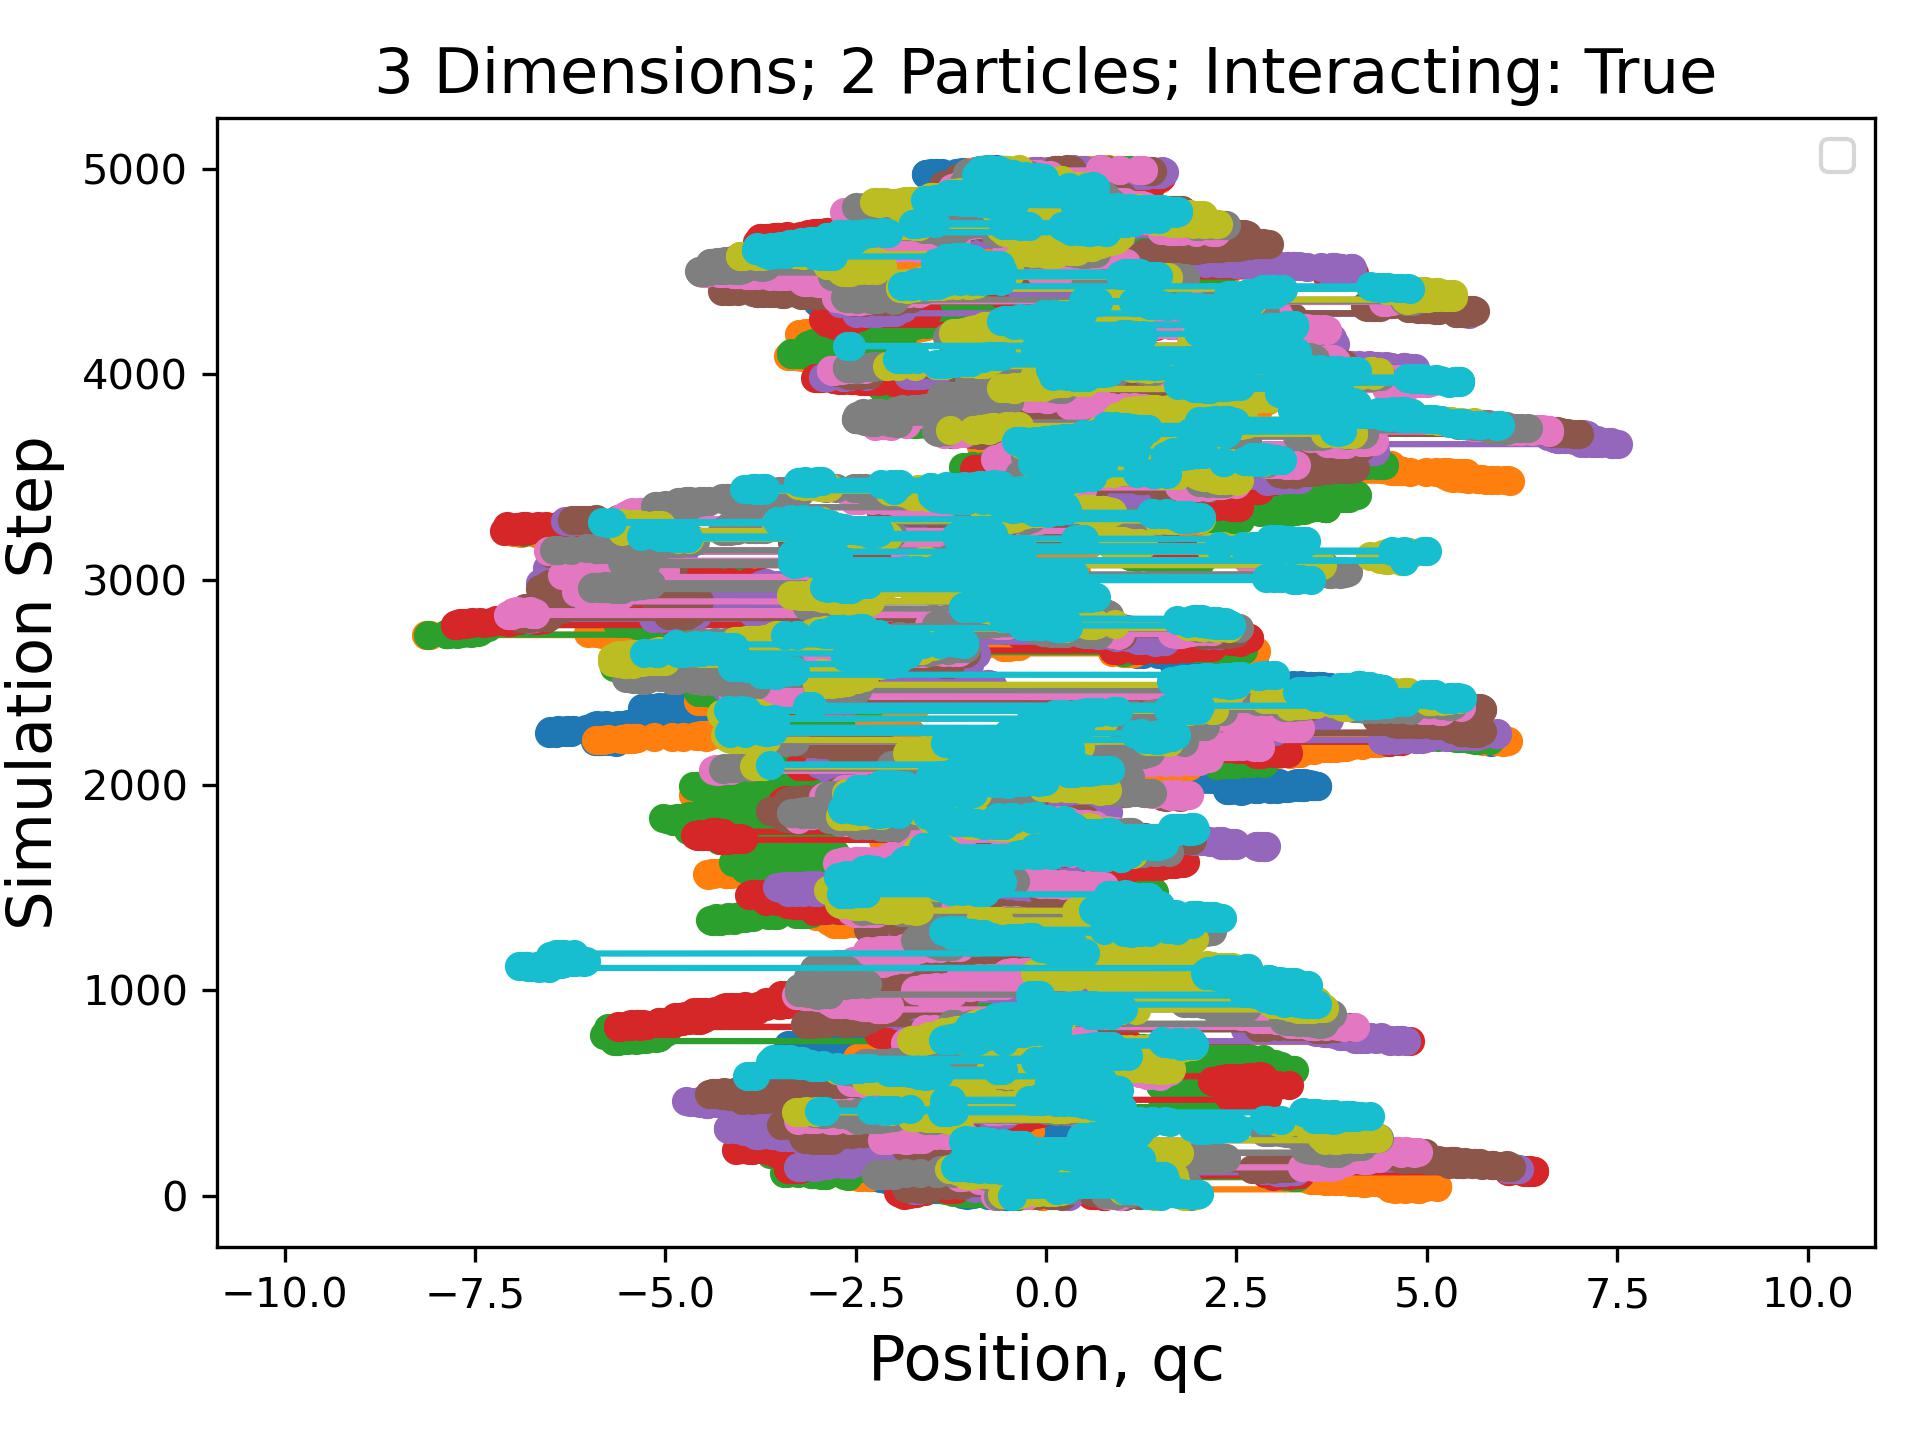 3 Dimensions; 2 Particles; Interacting: True
Simulation Step
5000
4000
3000
2000
1000
0
−10.0 −7.5 −5.0 −2.5 0.0 2.5 5.0 7.5 10.0
Position, qc